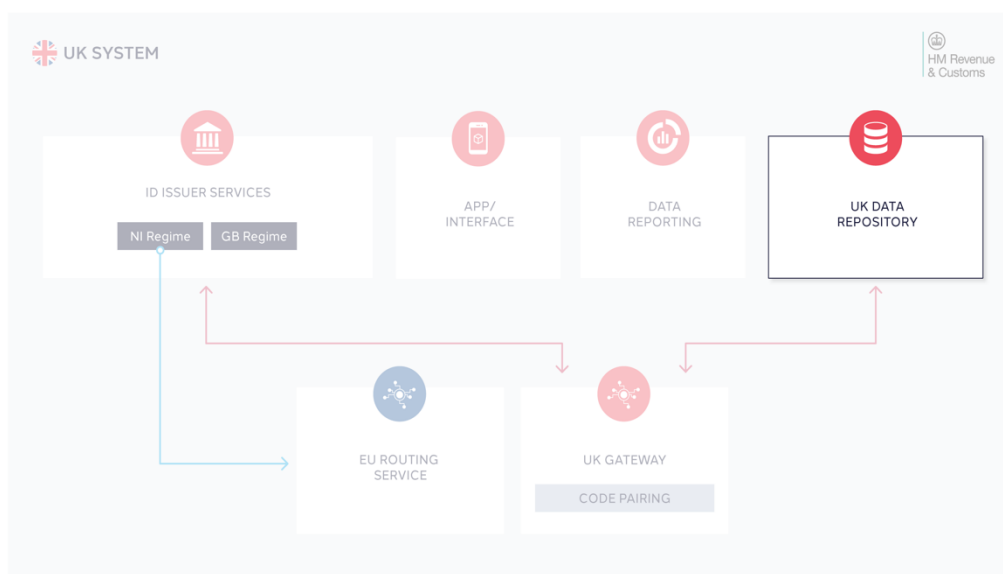 UK SYSTEM
HM Revenue
& Customs
ID ISSUER SERVICES
NI Regime
GB Regime
APP/
INTERFACE
DATA
REPORTING
UK DATA
REPOSITORY
EU ROUTING
SERVICE
UK GATEWAY
CODE PAIRING